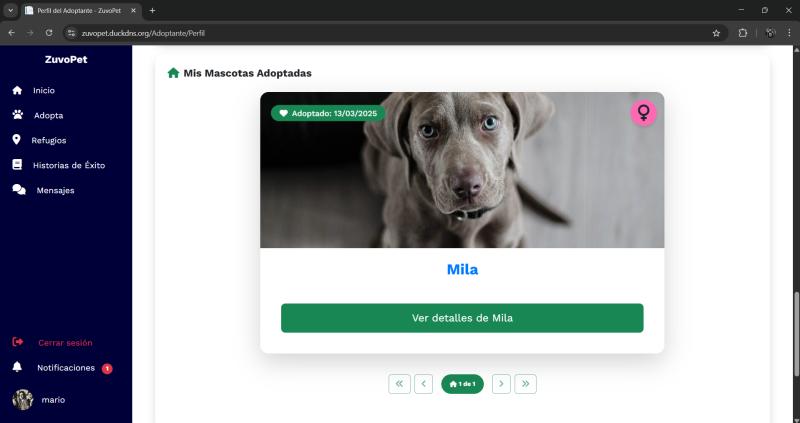 Perfil del Adoptante - ZuvoPet
zuvopet.duckdns.org/Adoptante/Perfil
ZuvoPet
Inicio
Adopta
Refugios
Historias de Éxito
Mensajes
Cerrar sesión
Notificaciones 1
mario
Mis Mascotas Adoptadas
Adoptado: 13/03/2025
Mila
Ver detalles de Mila
1 de 1